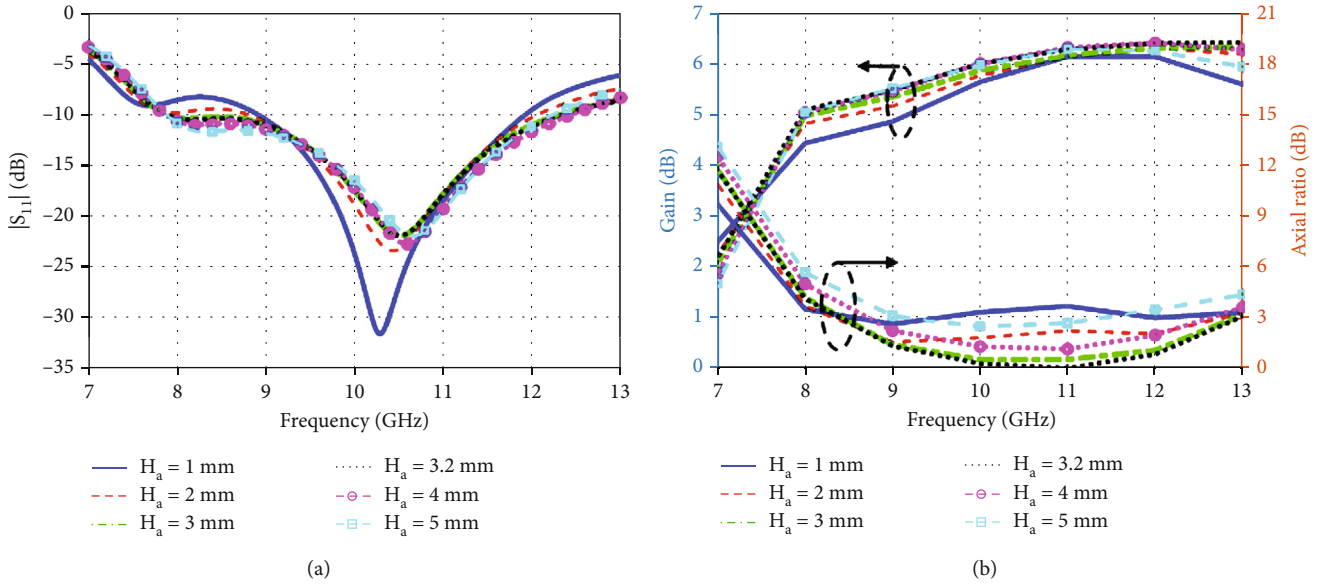 0
−5
−10
−15
−20
−25
−30
−35
|S11| (dB)
7 8 9 10 11 12 13
Frequency (GHz)
Ha = 1 mm
Ha = 2 mm
Ha = 3 mm
Ha = 3.2 mm
Ha = 4 mm
Ha = 5 mm
(a)
7
6
5
4
3
2
1
0
Gain (dB)
21
18
15
12
9
6
3
0
Axial ratio (dB)
7 8 9 10 11 12 13
Frequency (GHz)
Ha = 1 mm
Ha = 2 mm
Ha = 3 mm
Ha = 3.2 mm
Ha = 4 mm
Ha = 5 mm
(b)